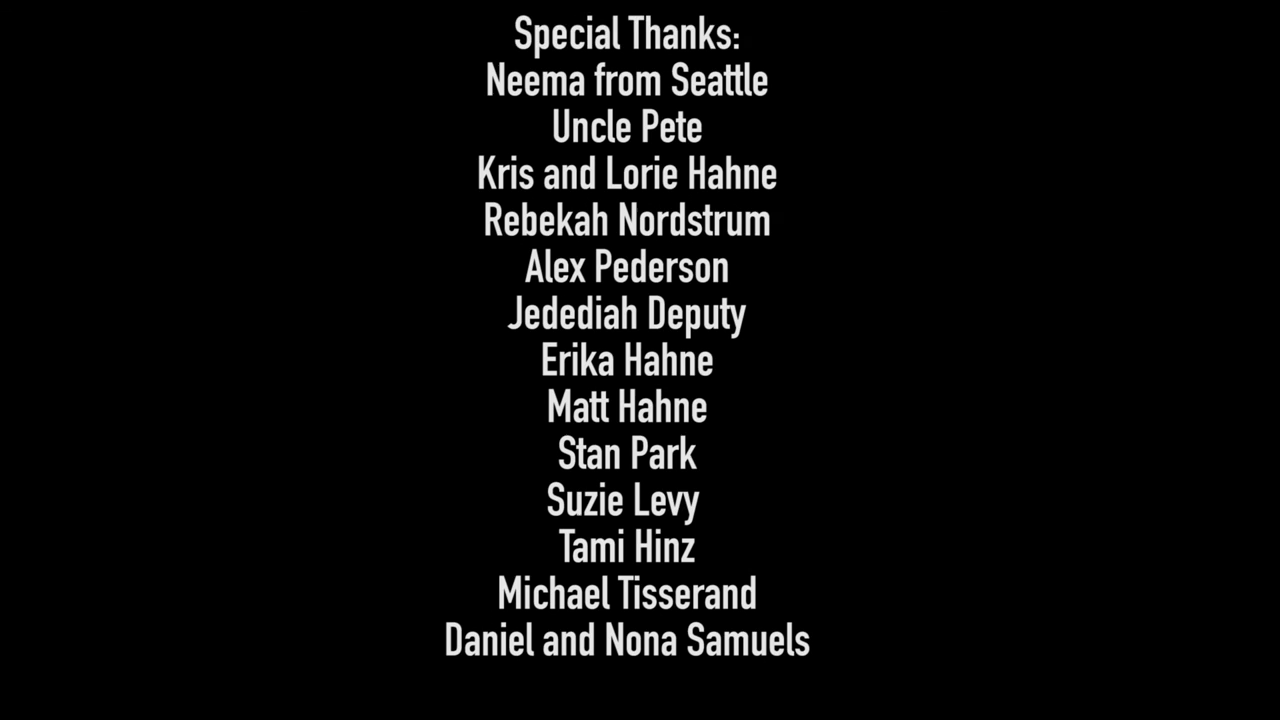 Special Thanks:
Neema from Seattle
Uncle Pete
Kris and Lorie Hahne
Rebekah Nordstrum
Alex Pederson
Jedediah Deputy
Erika Hahne
Matt Hahne
Stan Park
Suzie Levy
Tami Hinz
Michael Tisserand
Daniel and Nona Samuels